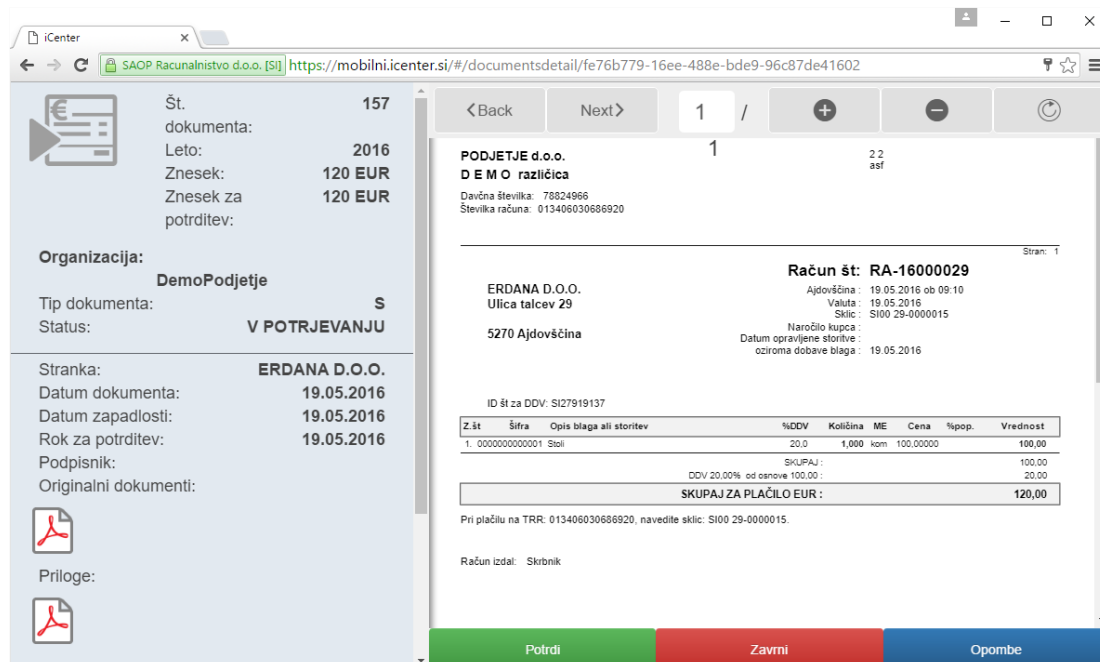 iCenter
SAOP Racunalnistvo d.o.o. [SI] https://mobilni.icenter.si/#/documentsdetail/fe76b779-16ee-488e-bde9-96c87de41602
Št. dokumenta: 157
Leto: 2016
Znesek: 120 EUR
Znesek za potrditev: 120 EUR
Organizacija:
DemoPodjetje
Tip dokumenta: S
Status: V POTRJEVANJU
Stranka: ERDANA D.O.O.
Datum dokumenta: 19.05.2016
Datum zapadlosti: 19.05.2016
Rok za potrditev: 19.05.2016
Podpisnik:
Originalni dokumenti:
Priloge:
Back Next 1 / 1
PODJETJE d.o.o. 2 2
D E M O različica asf
Davčna številka: 78824966
Številka računa: 013406030686920
Stran: 1
Račun št: RA-16000029
ERDANA D.O.O.
Ulica talcev 29
5270 Ajdovščina
Ajdovščina : 19.05.2016 ob 09:10
Valuta : 19.05.2016
Sklic : SI00 29-0000015
Naročilo kupca :
Datum opravljene storitve :
oziroma dobave blaga : 19.05.2016
ID št za DDV: SI27919137
Z.št Šifra Opis blaga ali storitev %DDV Količina ME Cena %pop. Vrednost
1. 0000000000001 Stoli 20,0 1,000 kom 100,00000 100,00
SKUPAJ : 100,00
DDV 20,00% od osnove 100,00 : 20,00
SKUPAJ ZA PLAČILO EUR : 120,00
Pri plačilu na TRR: 013406030686920, navedite sklic: SI00 29-0000015.
Račun izdal: Skrbnik
Potrdi Zavrni Opombe